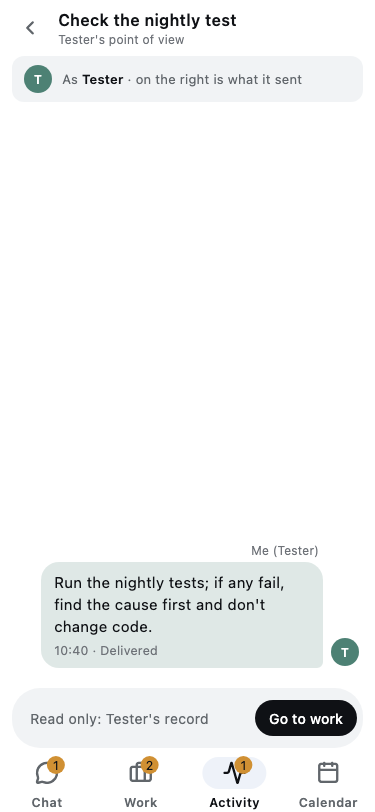 Check the nightly test
Tester's point of view
T
As Tester · on the right is what it sent
Me (Tester)
Run the nightly tests; if any fail,
find the cause first and don't
change code.
10:40 · Delivered
T
Read only: Tester's record
Go to work
1
2
1
Chat
Work
Activity
Calendar